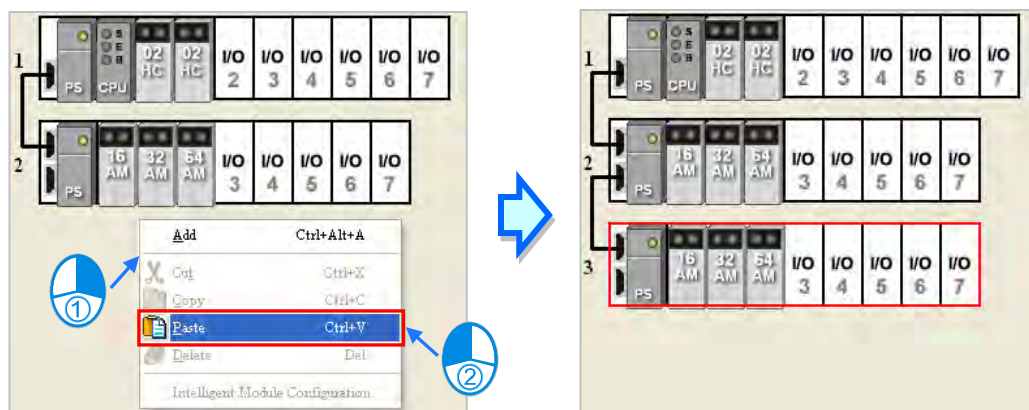 1
PS
S
E
B
CPU
02
HC
02
HC
I/O
2
I/O
3
I/O
4
I/O
5
I/O
6
I/O
7
2
PS
16
AM
32
AM
64
AM
I/O
3
I/O
4
I/O
5
I/O
6
I/O
7
Add Ctrl+Alt+A
Cut Ctrl+X
Copy Ctrl+C
Paste Ctrl+V
Delete Del
Intelligent Module Configuration
①
②
1
PS
S
E
B
CPU
02
HC
02
HC
I/O
2
I/O
3
I/O
4
I/O
5
I/O
6
I/O
7
2
PS
16
AM
32
AM
64
AM
I/O
3
I/O
4
I/O
5
I/O
6
I/O
7
3
PS
16
AM
32
AM
64
AM
I/O
3
I/O
4
I/O
5
I/O
6
I/O
7